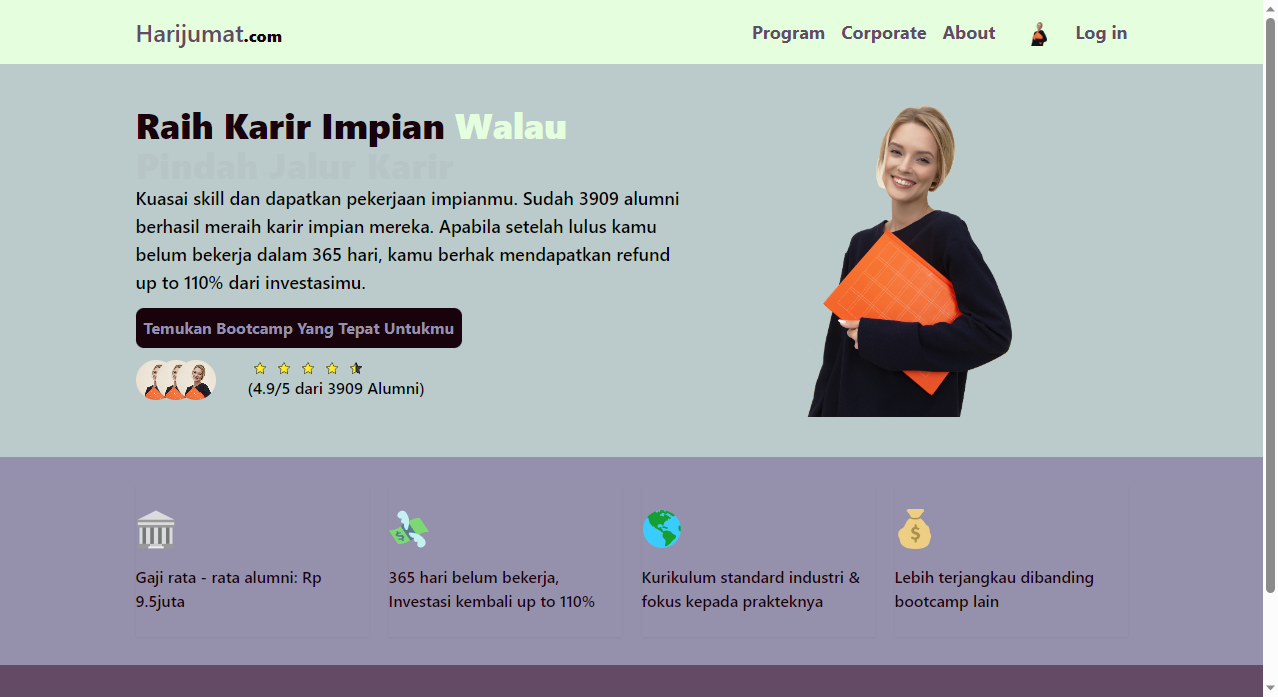 Harijumat.com
Program Corporate About Log in
Raih Karir Impian Walau
Pindah Jalur Karir
Kuasai skill dan dapatkan pekerjaan impianmu. Sudah 3909 alumni
berhasil meraih karir impian mereka. Apabila setelah lulus kamu
belum bekerja dalam 365 hari, kamu berhak mendapatkan refund
up to 110% dari investasimu.
Temukan Bootcamp Yang Tepat Untukmu
(4.9/5 dari 3909 Alumni)
Gaji rata - rata alumni: Rp
9.5juta
365 hari belum bekerja,
Investasi kembali up to 110%
Kurikulum standard industri &
fokus kepada prakteknya
Lebih terjangkau dibanding
bootcamp lain